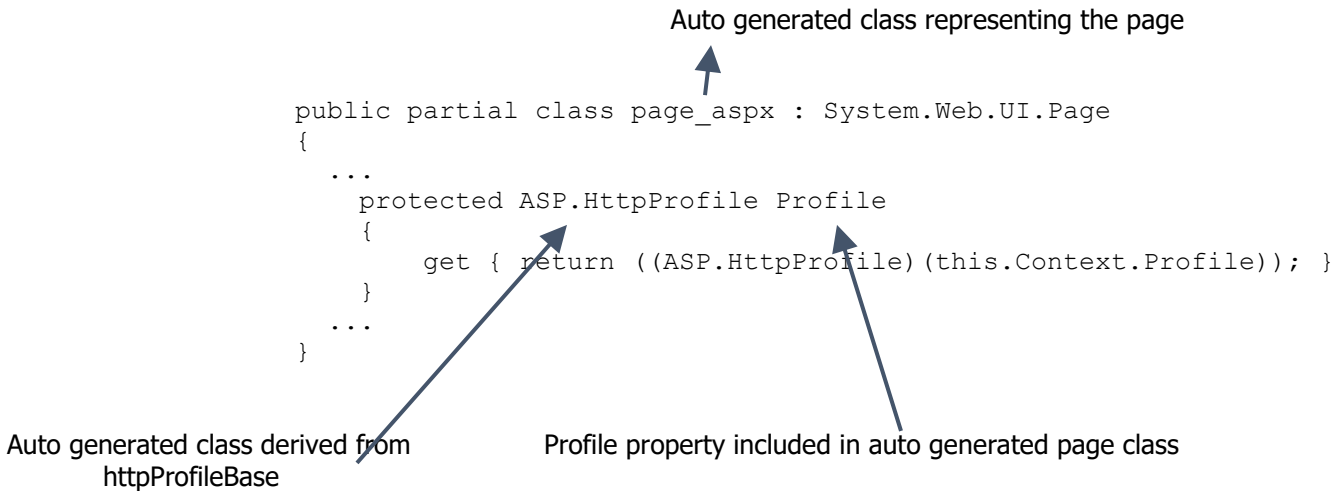 Auto generated class representing the page
public partial class page_aspx : System.Web.UI.Page
{
...
protected ASP.HttpProfile Profile
{
get { return ((ASP.HttpProfile)(this.Context.Profile)); }
}
...
}
Auto generated class derived from
httpProfileBase
Profile property included in auto generated page class